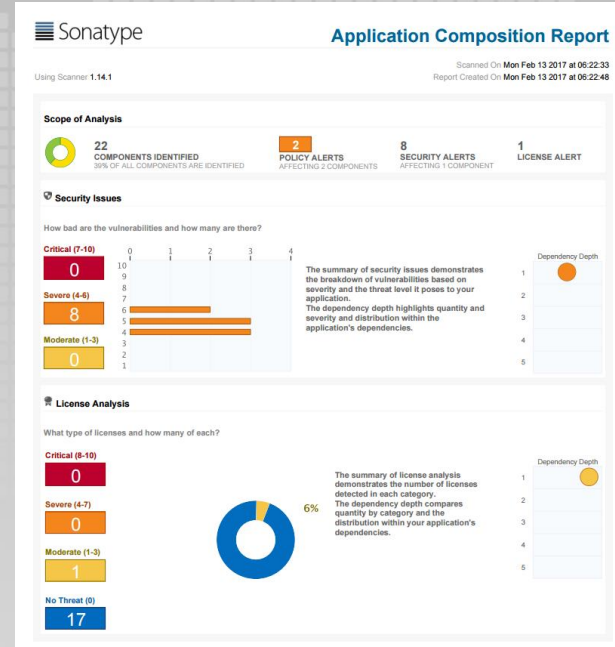 Sonatype
Application Composition Report
Scanned On Mon Feb 13 2017 at 06:22:33
Using Scanner 1.14.1
Report Created On Mon Feb 13 2017 at 06:22:48
Scope of Analysis
22
COMPONENTS IDENTIFIED
39% OF ALL COMPONENTS ARE IDENTIFIED
2
POLICY ALERTS
AFFECTING 2 COMPONENTS
8
SECURITY ALERTS
AFFECTING 1 COMPONENT
1
LICENSE ALERT
Security Issues
How bad are the vulnerabilities and how many are there?
Critical (7-10)
0
Severe (4-6)
8
Moderate (1-3)
0
0 1 2 3 4
10
9
8
7
6
5
4
3
2
1
The summary of security issues demonstrates
the breakdown of vulnerabilities based on
severity and the threat level it poses to your
application.
The dependency depth highlights quantity and
severity and distribution within the
application's dependencies.
Dependency Depth
1
2
3
4
5
License Analysis
What type of licenses and how many of each?
Critical (8-10)
0
Severe (4-7)
0
Moderate (1-3)
1
No Threat (0)
17
6%
The summary of license analysis
demonstrates the number of licenses
detected in each category.
The dependency depth compares
quantity by category and the
distribution within your application's
dependencies.
Dependency Depth
1
2
3
4
5